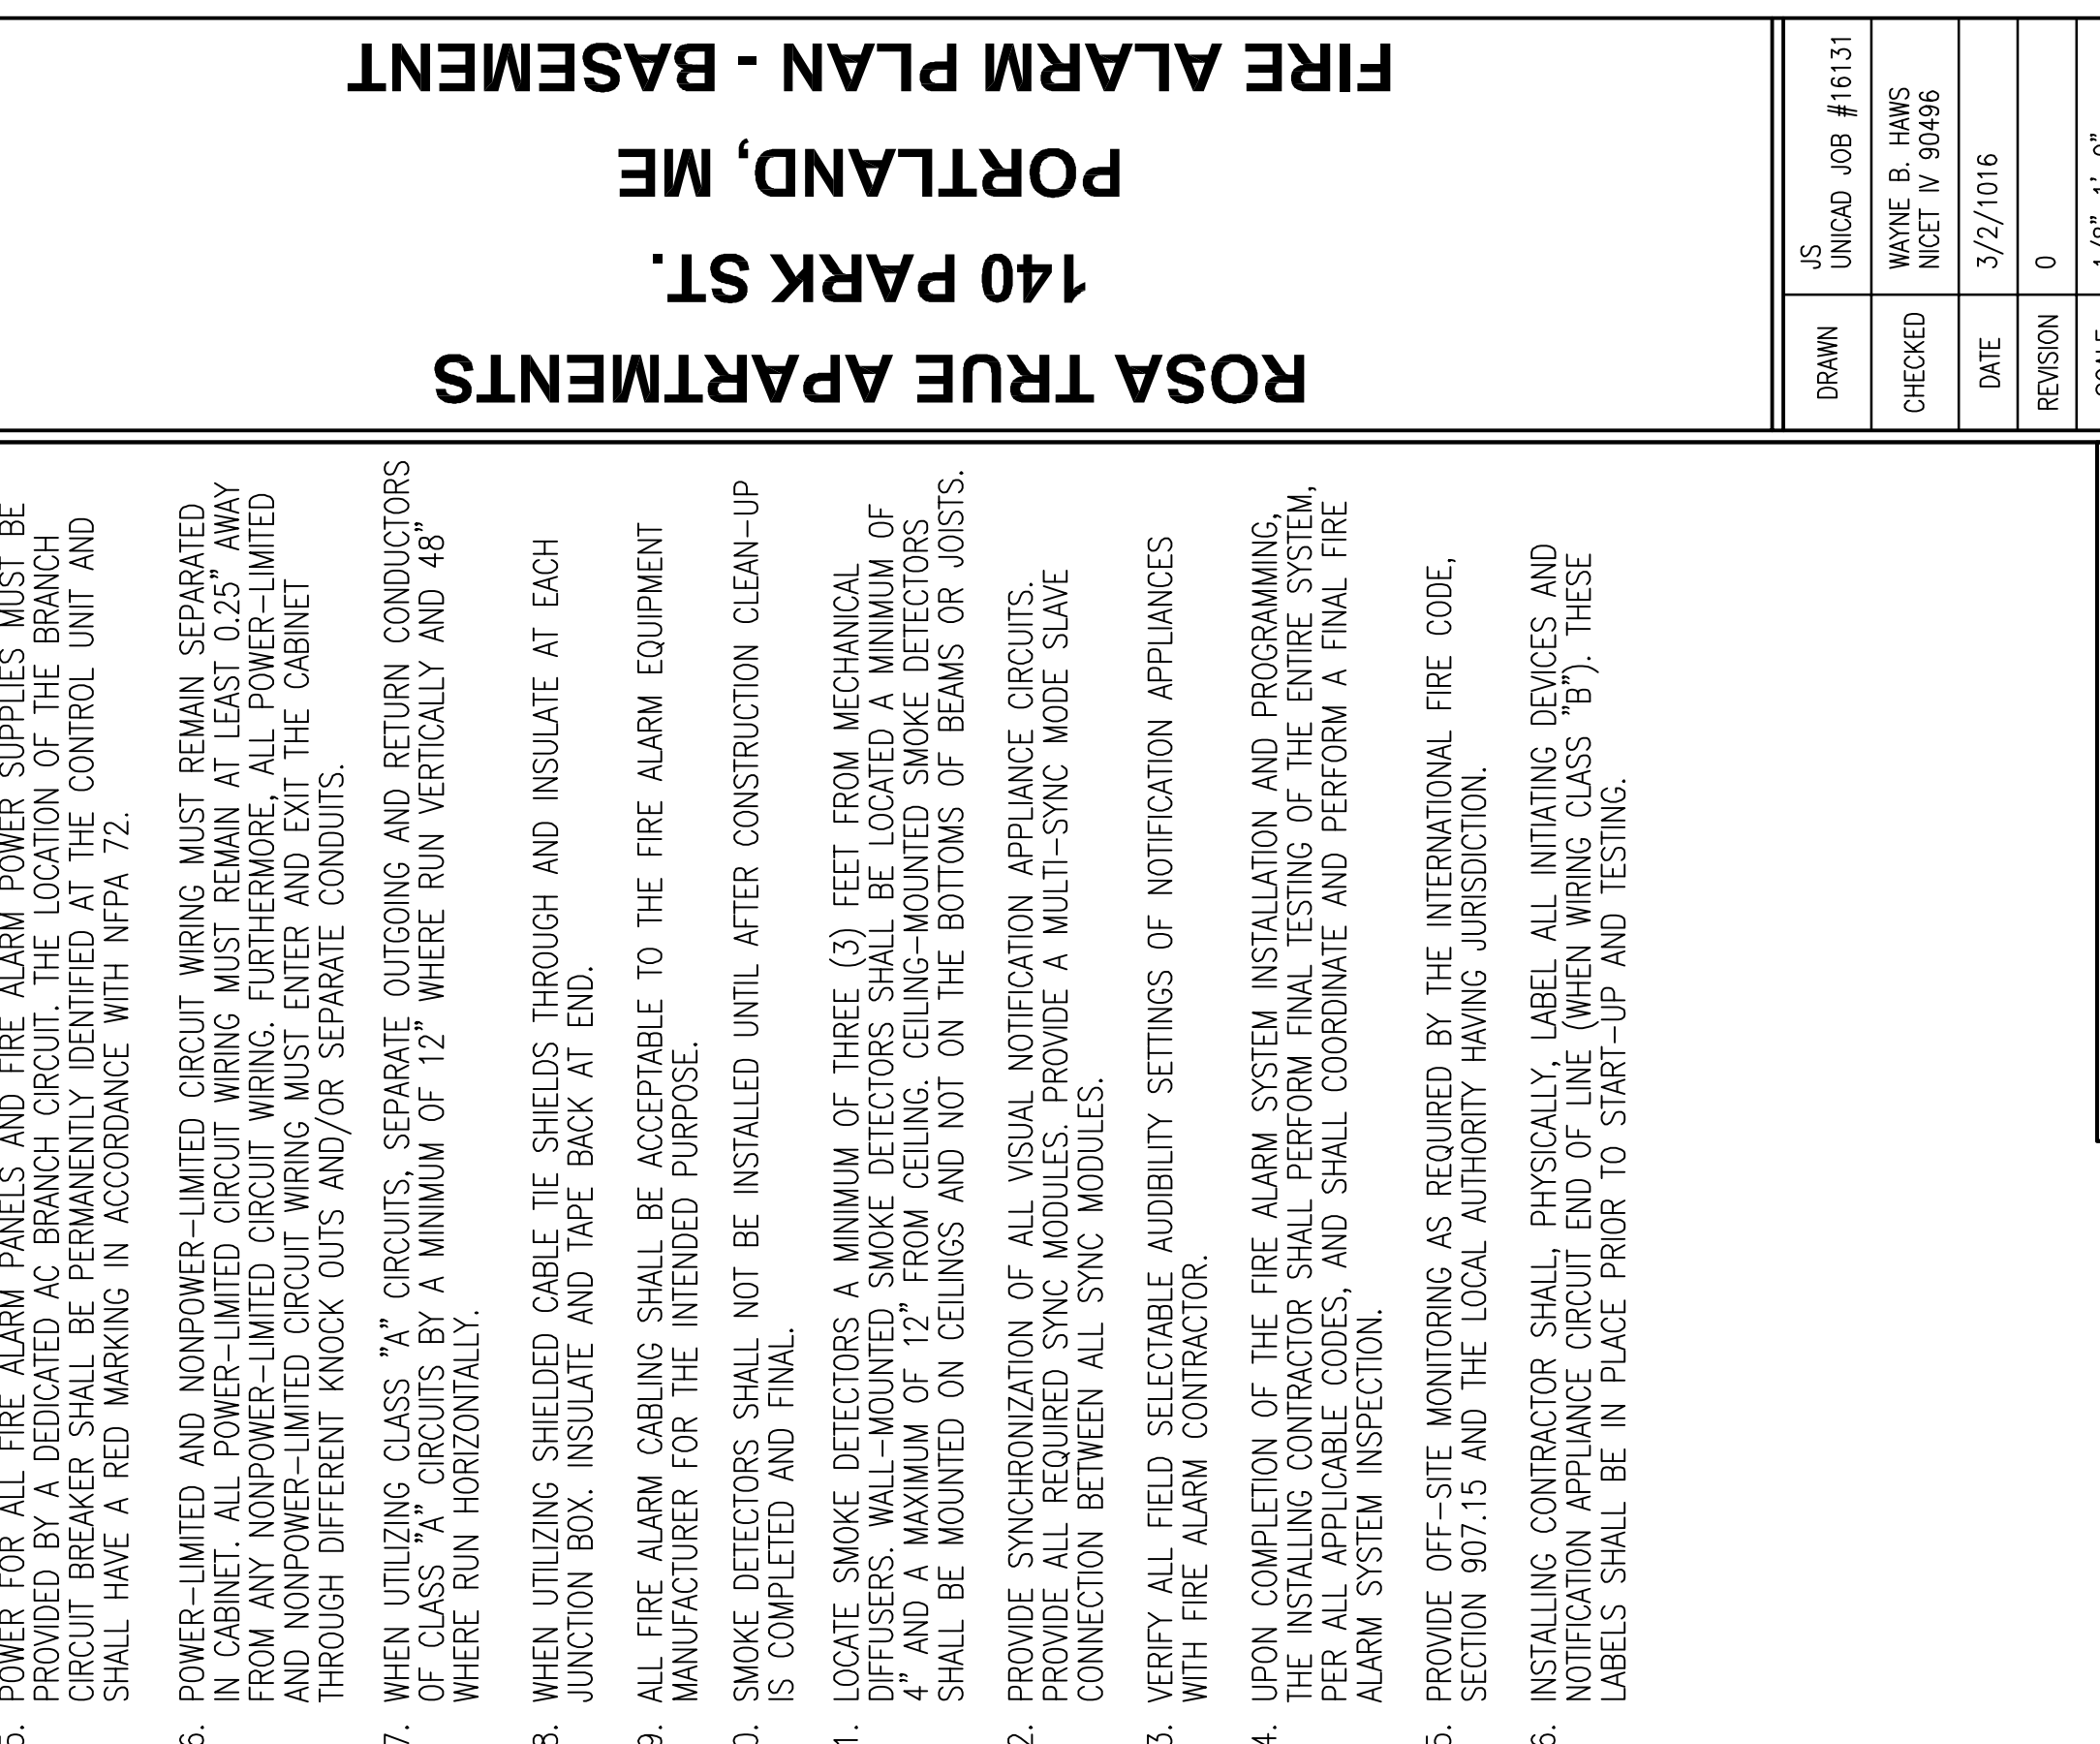 ROSA TRUE APARTMENTS
140 PARK ST.
PORTLAND, ME
FIRE ALARM PLAN - BASEMENT
DRAWN
JS
UNICAD JOB #16131
CHECKED
WAYNE B. HAWS
NICET IV 90496
DATE
3/2/1016
REVISION
0
SCALE
1/8" 1' 0"
5. POWER FOR ALL FIRE ALARM PANELS AND FIRE ALARM POWER SUPPLIES MUST BE
PROVIDED BY A DEDICATED AC BRANCH CIRCUIT. THE LOCATION OF THE BRANCH
CIRCUIT BREAKER SHALL BE PERMANENTLY IDENTIFIED AT THE CONTROL UNIT AND
SHALL HAVE A RED MARKING IN ACCORDANCE WITH NFPA 72.
6. POWER-LIMITED AND NONPOWER-LIMITED CIRCUIT WIRING MUST REMAIN SEPARATED
IN CABINET. ALL POWER-LIMITED CIRCUIT WIRING MUST REMAIN AT LEAST 0.25" AWAY
FROM ANY NONPOWER-LIMITED CIRCUIT WIRING. FURTHERMORE, ALL POWER-LIMITED
AND NONPOWER-LIMITED CIRCUIT WIRING MUST ENTER AND EXIT THE CABINET
THROUGH DIFFERENT KNOCK OUTS AND/OR SEPARATE CONDUITS.
7. WHEN UTILIZING CLASS "A" CIRCUITS, SEPARATE OUTGOING AND RETURN CONDUCTORS
OF CLASS "A" CIRCUITS BY A MINIMUM OF 12" WHERE RUN VERTICALLY AND 48"
WHERE RUN HORIZONTALLY.
8. WHEN UTILIZING SHIELDED CABLE TIE SHIELDS THROUGH AND INSULATE AT EACH
JUNCTION BOX. INSULATE AND TAPE BACK AT END.
9. ALL FIRE ALARM CABLING SHALL BE ACCEPTABLE TO THE FIRE ALARM EQUIPMENT
MANUFACTURER FOR THE INTENDED PURPOSE.
0. SMOKE DETECTORS SHALL NOT BE INSTALLED UNTIL AFTER CONSTRUCTION CLEAN-UP
IS COMPLETED AND FINAL.
1. LOCATE SMOKE DETECTORS A MINIMUM OF THREE (3) FEET FROM MECHANICAL
DIFFUSERS. WALL-MOUNTED SMOKE DETECTORS SHALL BE LOCATED A MINIMUM OF
4" AND A MAXIMUM OF 12" FROM CEILING. CEILING-MOUNTED SMOKE DETECTORS
SHALL BE MOUNTED ON CEILINGS AND NOT ON THE BOTTOMS OF BEAMS OR JOISTS.
2. PROVIDE SYNCHRONIZATION OF ALL VISUAL NOTIFICATION APPLIANCE CIRCUITS.
PROVIDE ALL REQUIRED SYNC MODULES. PROVIDE A MULTI-SYNC MODE SLAVE
CONNECTION BETWEEN ALL SYNC MODULES.
3. VERIFY ALL FIELD SELECTABLE AUDIBILITY SETTINGS OF NOTIFICATION APPLIANCES
WITH FIRE ALARM CONTRACTOR.
4. UPON COMPLETION OF THE FIRE ALARM SYSTEM INSTALLATION AND PROGRAMMING,
THE INSTALLING CONTRACTOR SHALL PERFORM FINAL TESTING OF THE ENTIRE SYSTEM,
PER ALL APPLICABLE CODES, AND SHALL COORDINATE AND PERFORM A FINAL FIRE
ALARM SYSTEM INSPECTION.
5. PROVIDE OFF-SITE MONITORING AS REQUIRED BY THE INTERNATIONAL FIRE CODE,
SECTION 907.15 AND THE LOCAL AUTHORITY HAVING JURISDICTION.
6. INSTALLING CONTRACTOR SHALL, PHYSICALLY, LABEL ALL INITIATING DEVICES AND
NOTIFICATION APPLIANCE CIRCUIT END OF LINE (WHEN WIRING CLASS "B"). THESE
LABELS SHALL BE IN PLACE PRIOR TO START-UP AND TESTING.